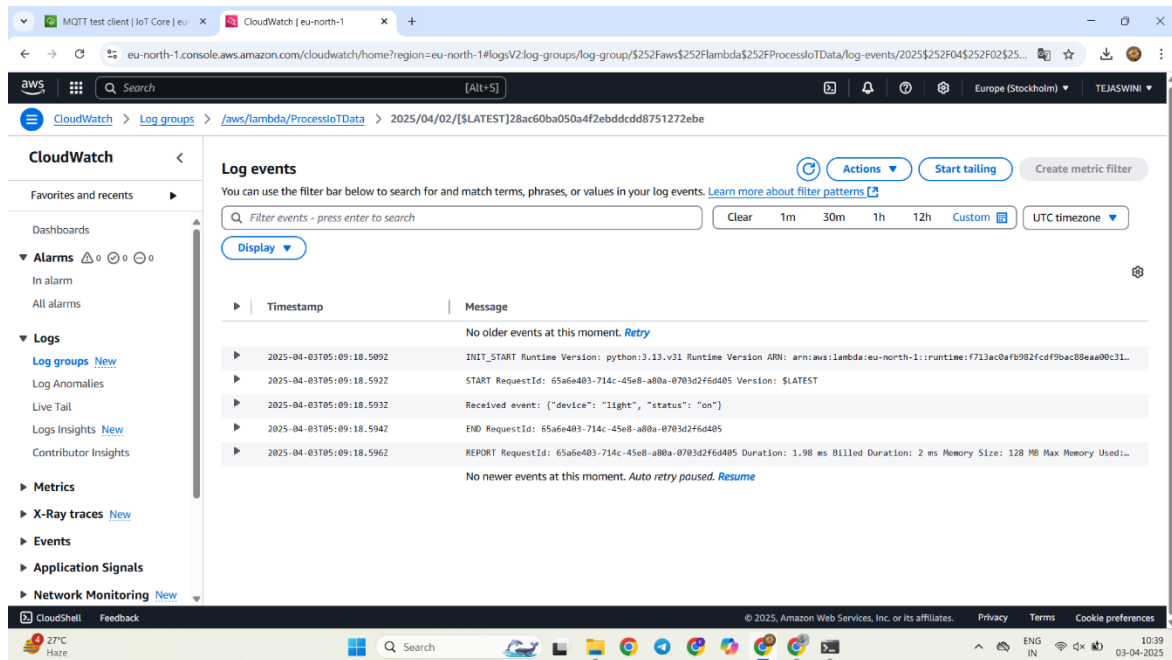 MQTT test client | IoT Core | eu
CloudWatch | eu-north-1
eu-north-1.console.aws.amazon.com/cloudwatch/home?region=eu-north-1#logsV2:log-groups/log-group/$252Faws$252Flambda$252FProcessIoTData/log-events/2025$252F04$252F02$25...
aws
Search [Alt+S]
Europe (Stockholm) TEJASWINI
CloudWatch > Log groups > /aws/lambda/ProcessIoTData > 2025/04/02/[$LATEST]28ac60ba050a4f2ebddcdd8751272ebe
CloudWatch
Favorites and recents
Dashboards
Alarms 0 0 0
In alarm
All alarms
Logs
Log groups New
Log Anomalies
Live Tail
Logs Insights New
Contributor Insights
Metrics
X-Ray traces New
Events
Application Signals
Network Monitoring New
Log events
Actions
Start tailing
Create metric filter
You can use the filter bar below to search for and match terms, phrases, or values in your log events. Learn more about filter patterns
Filter events - press enter to search
Clear 1m 30m 1h 12h Custom
UTC timezone
Display
Timestamp Message
No older events at this moment. Retry
2025-04-03T05:09:18.509Z INIT_START Runtime Version: python:3.13.v31 Runtime Version ARN: arn:aws:lambda:eu-north-1::runtime:f713ac0afb982fcdf9bac88eaa00c31…
2025-04-03T05:09:18.592Z START RequestId: 65a6e403-714c-45e8-a80a-0703d2f6d405 Version: $LATEST
2025-04-03T05:09:18.593Z Received event: {"device": "light", "status": "on"}
2025-04-03T05:09:18.594Z END RequestId: 65a6e403-714c-45e8-a80a-0703d2f6d405
2025-04-03T05:09:18.596Z REPORT RequestId: 65a6e403-714c-45e8-a80a-0703d2f6d405 Duration: 1.98 ms Billed Duration: 2 ms Memory Size: 128 MB Max Memory Used:…
No newer events at this moment. Auto retry paused. Resume
CloudShell Feedback
© 2025, Amazon Web Services, Inc. or its affiliates. Privacy Terms Cookie preferences
4
27°C
Haze
Search
ENG
IN
10:39
03-04-2025